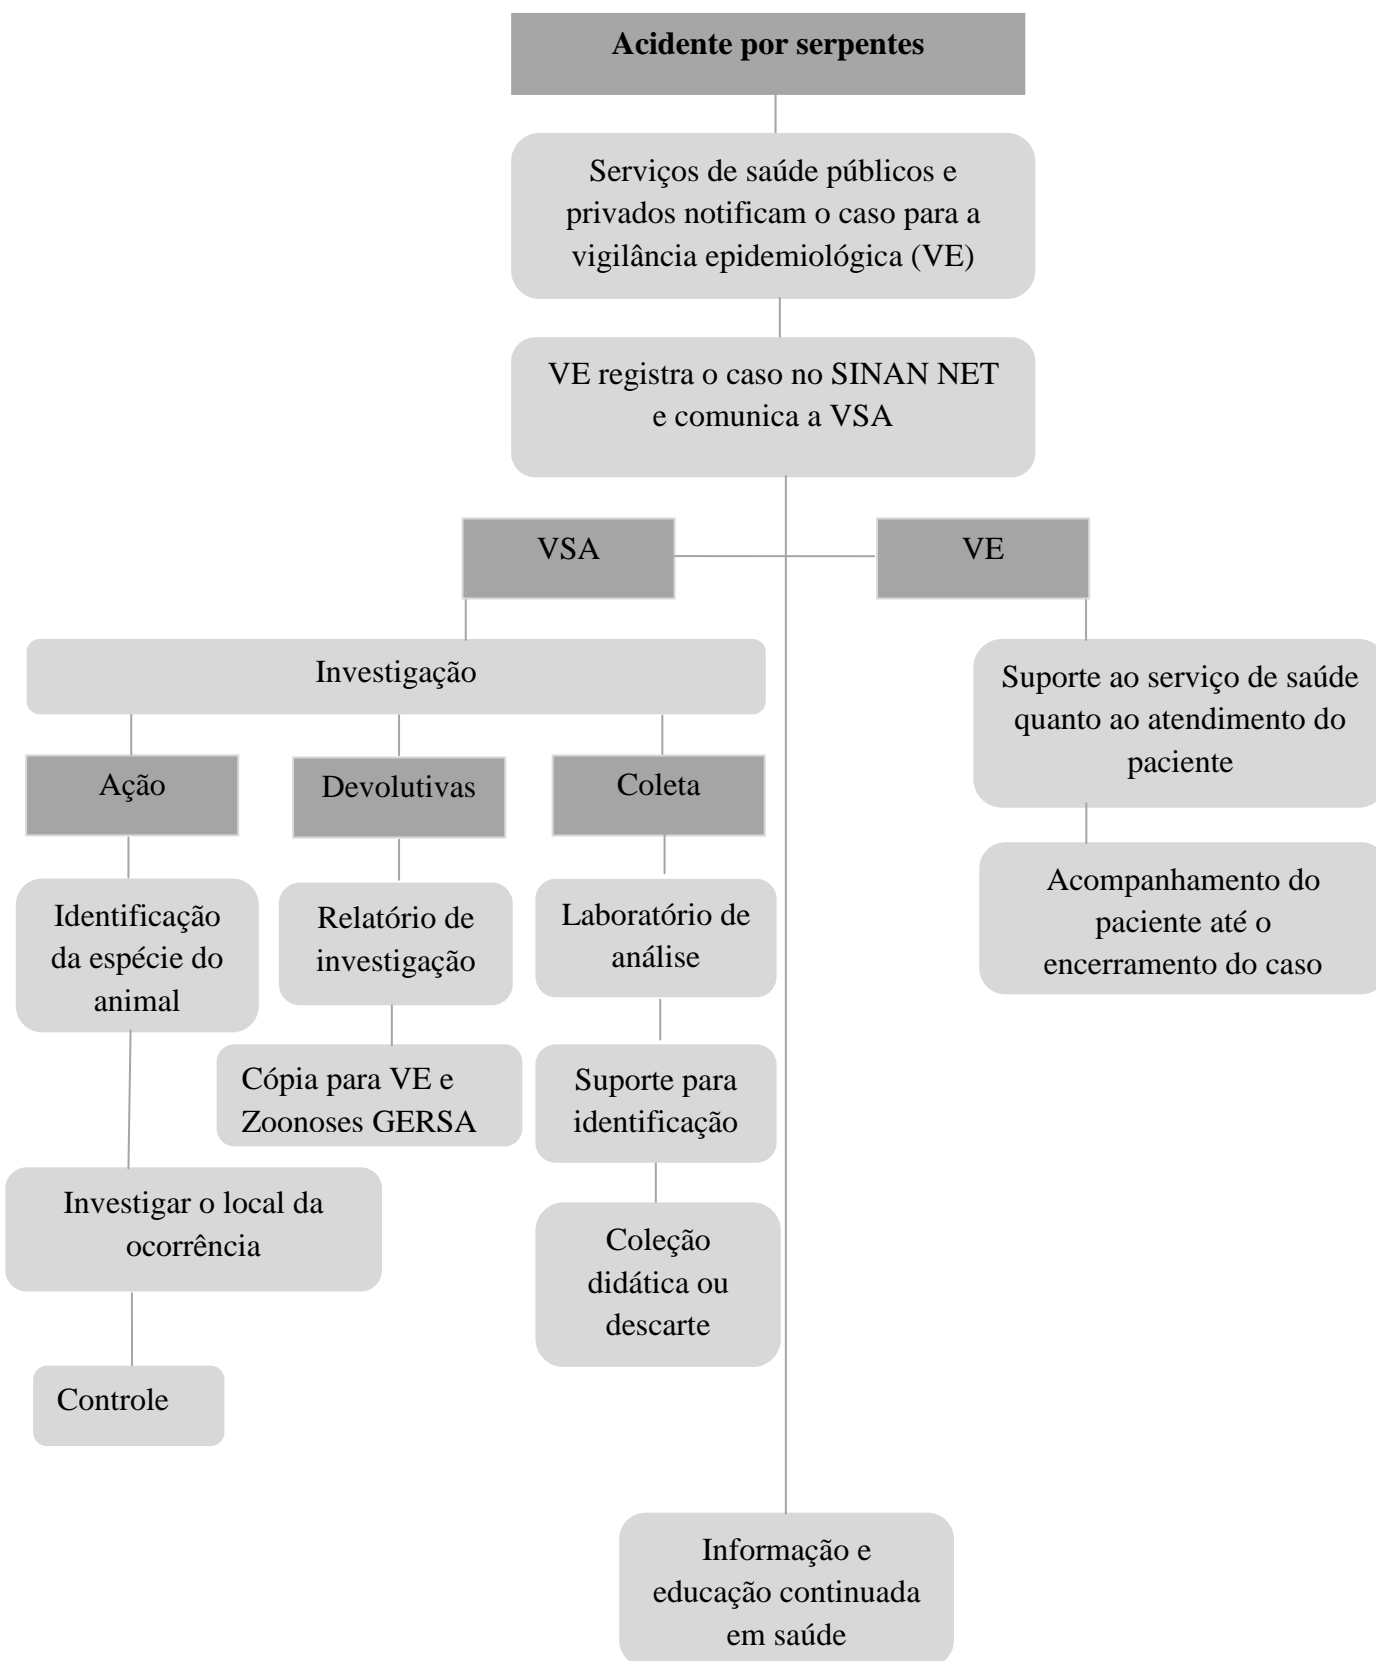 Acidente por serpentes
Serviços de saúde públicos e
privados notificam o caso para a
vigilância epidemiológica (VE)
VE registra o caso no SINAN NET
e comunica a VSA
VSA
VE
Investigação
Suporte ao serviço de saúde
quanto ao atendimento do
paciente
Ação
Devolutivas
Coleta
Acompanhamento do
paciente até o
encerramento do caso
Identificação
da espécie do
animal
Relatório de
investigação
Laboratório de
análise
Cópia para VE e
Zoonoses GERSA
Suporte para
identificação
Investigar o local da
ocorrência
Coleção
didática ou
descarte
Controle
Informação e
educação continuada
em saúde